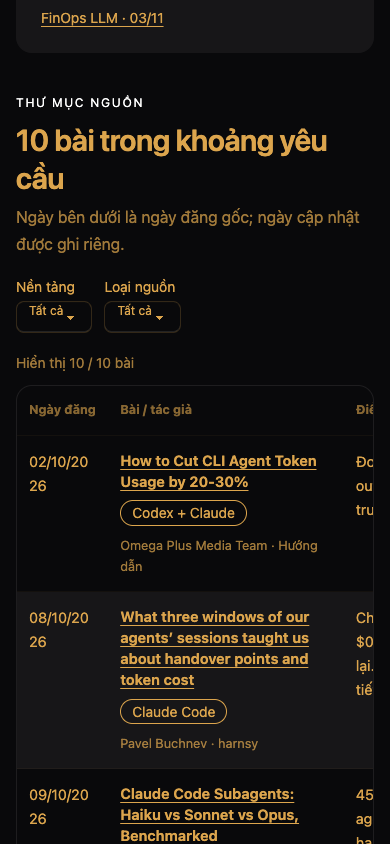 FinOps LLM · 03/11
THƯ MỤC NGUỒN
10 bài trong khoảng yêu
cầu
Ngày bên dưới là ngày đăng gốc; ngày cập nhật
được ghi riêng.
Nền tảng
Loại nguồn
Tất cả
Tất cả
Hiển thị 10 / 10 bài
Ngày đăng
Bài / tác giả
02/10/20
26
How to Cut CLI Agent Token
Usage by 20-30%
Codex + Claude
Omega Plus Media Team · Hướng
dẫn
08/10/20
26
What three windows of our
agents’ sessions taught us
about handover points and
token cost
Claude Code
Pavel Buchnev · harnsy
09/10/20
26
Claude Code Subagents:
Haiku vs Sonnet vs Opus,
Benchmarked